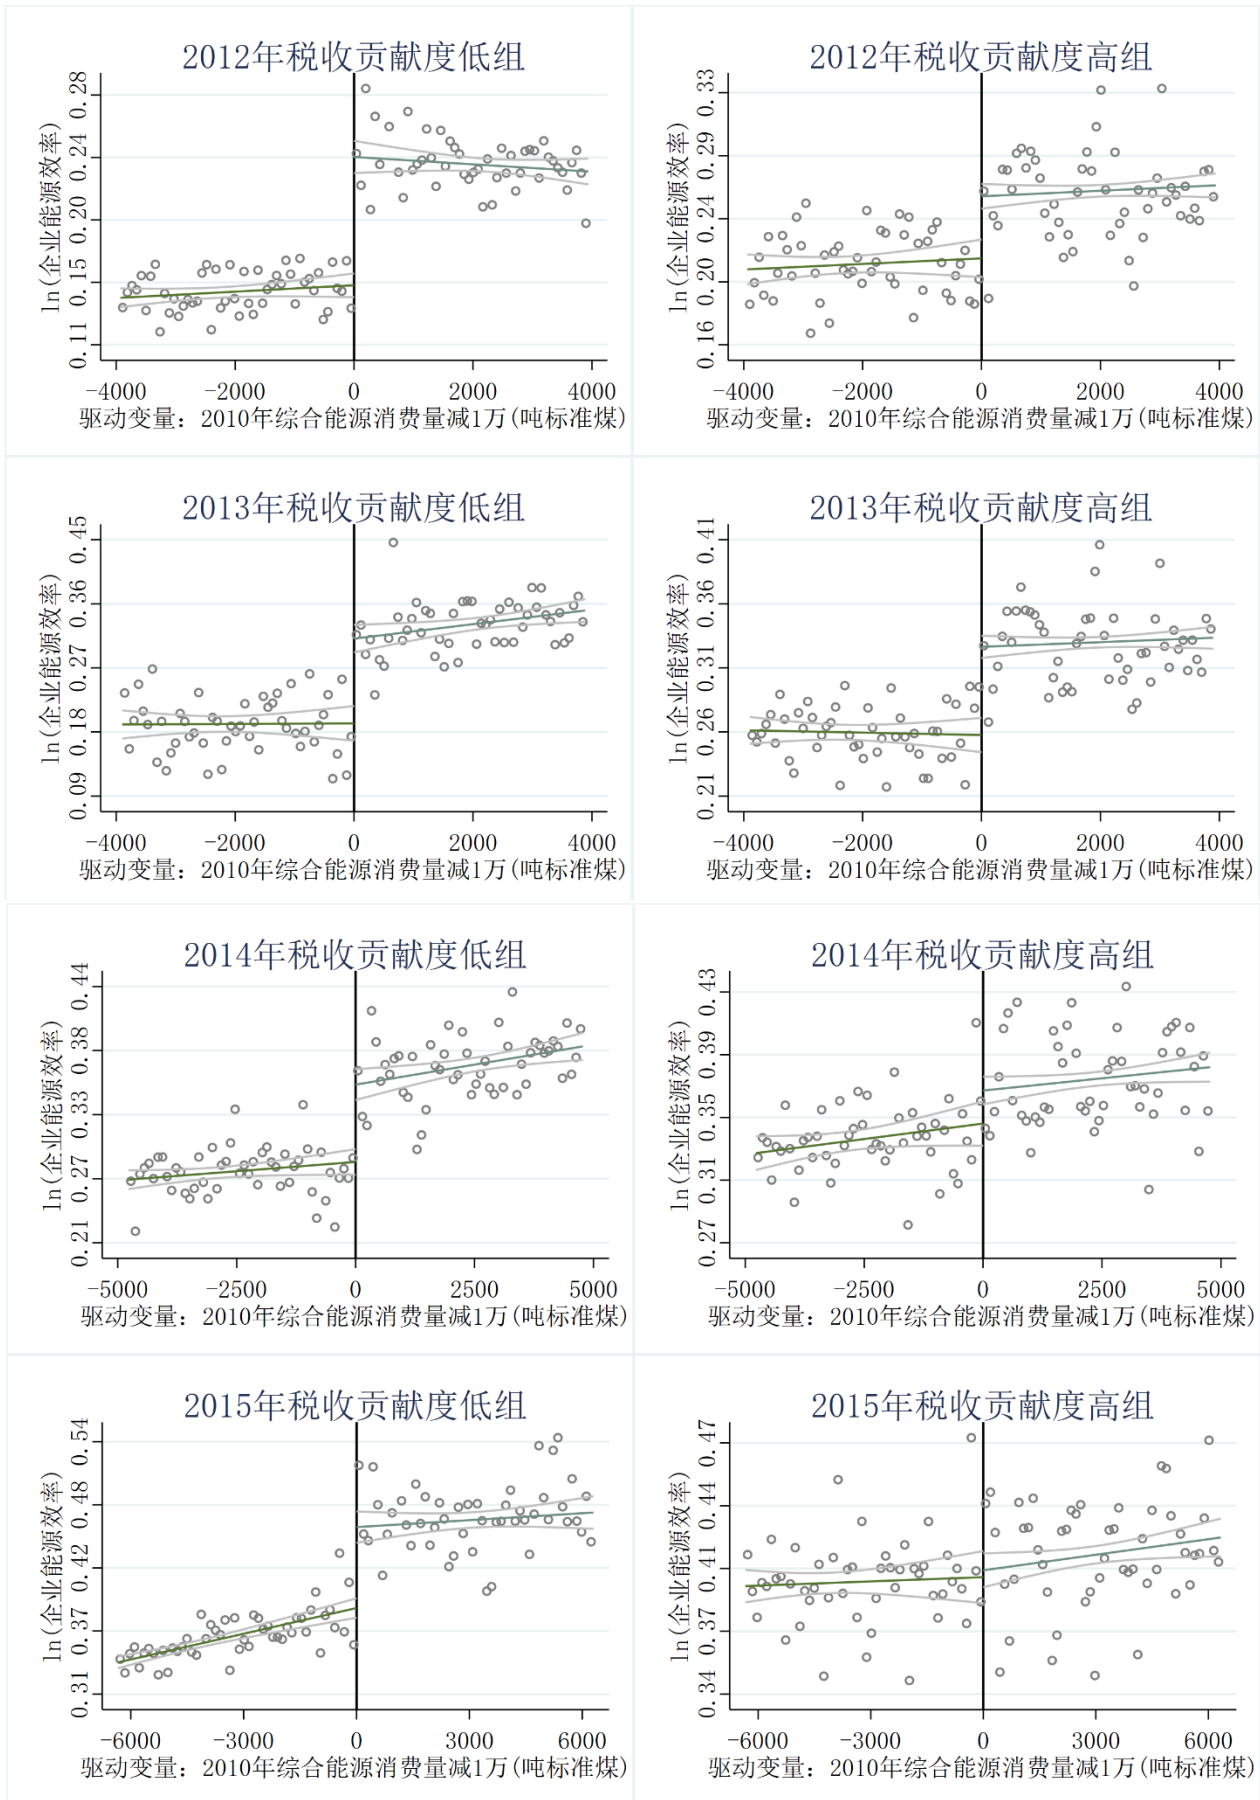 2012年税收贡献度低组
ln(企业能源效率)
0.28
0.24
0.20
0.15
0.11
-4000 -2000 0 2000 4000
驱动变量：2010年综合能源消费量减1万(吨标准煤)
2012年税收贡献度高组
ln(企业能源效率)
0.33
0.29
0.24
0.20
0.16
-4000 -2000 0 2000 4000
驱动变量：2010年综合能源消费量减1万(吨标准煤)
2013年税收贡献度低组
ln(企业能源效率)
0.45
0.36
0.27
0.18
0.09
-4000 -2000 0 2000 4000
驱动变量：2010年综合能源消费量减1万(吨标准煤)
2013年税收贡献度高组
ln(企业能源效率)
0.41
0.36
0.31
0.26
0.21
-4000 -2000 0 2000 4000
驱动变量：2010年综合能源消费量减1万(吨标准煤)
2014年税收贡献度低组
ln(企业能源效率)
0.44
0.38
0.33
0.27
0.21
-5000 -2500 0 2500 5000
驱动变量：2010年综合能源消费量减1万(吨标准煤)
2014年税收贡献度高组
ln(企业能源效率)
0.43
0.39
0.35
0.31
0.27
-5000 -2500 0 2500 5000
驱动变量：2010年综合能源消费量减1万(吨标准煤)
2015年税收贡献度低组
ln(企业能源效率)
0.54
0.48
0.42
0.37
0.31
-6000 -3000 0 3000 6000
驱动变量：2010年综合能源消费量减1万(吨标准煤)
2015年税收贡献度高组
ln(企业能源效率)
0.47
0.44
0.41
0.37
0.34
-6000 -3000 0 3000 6000
驱动变量：2010年综合能源消费量减1万(吨标准煤)